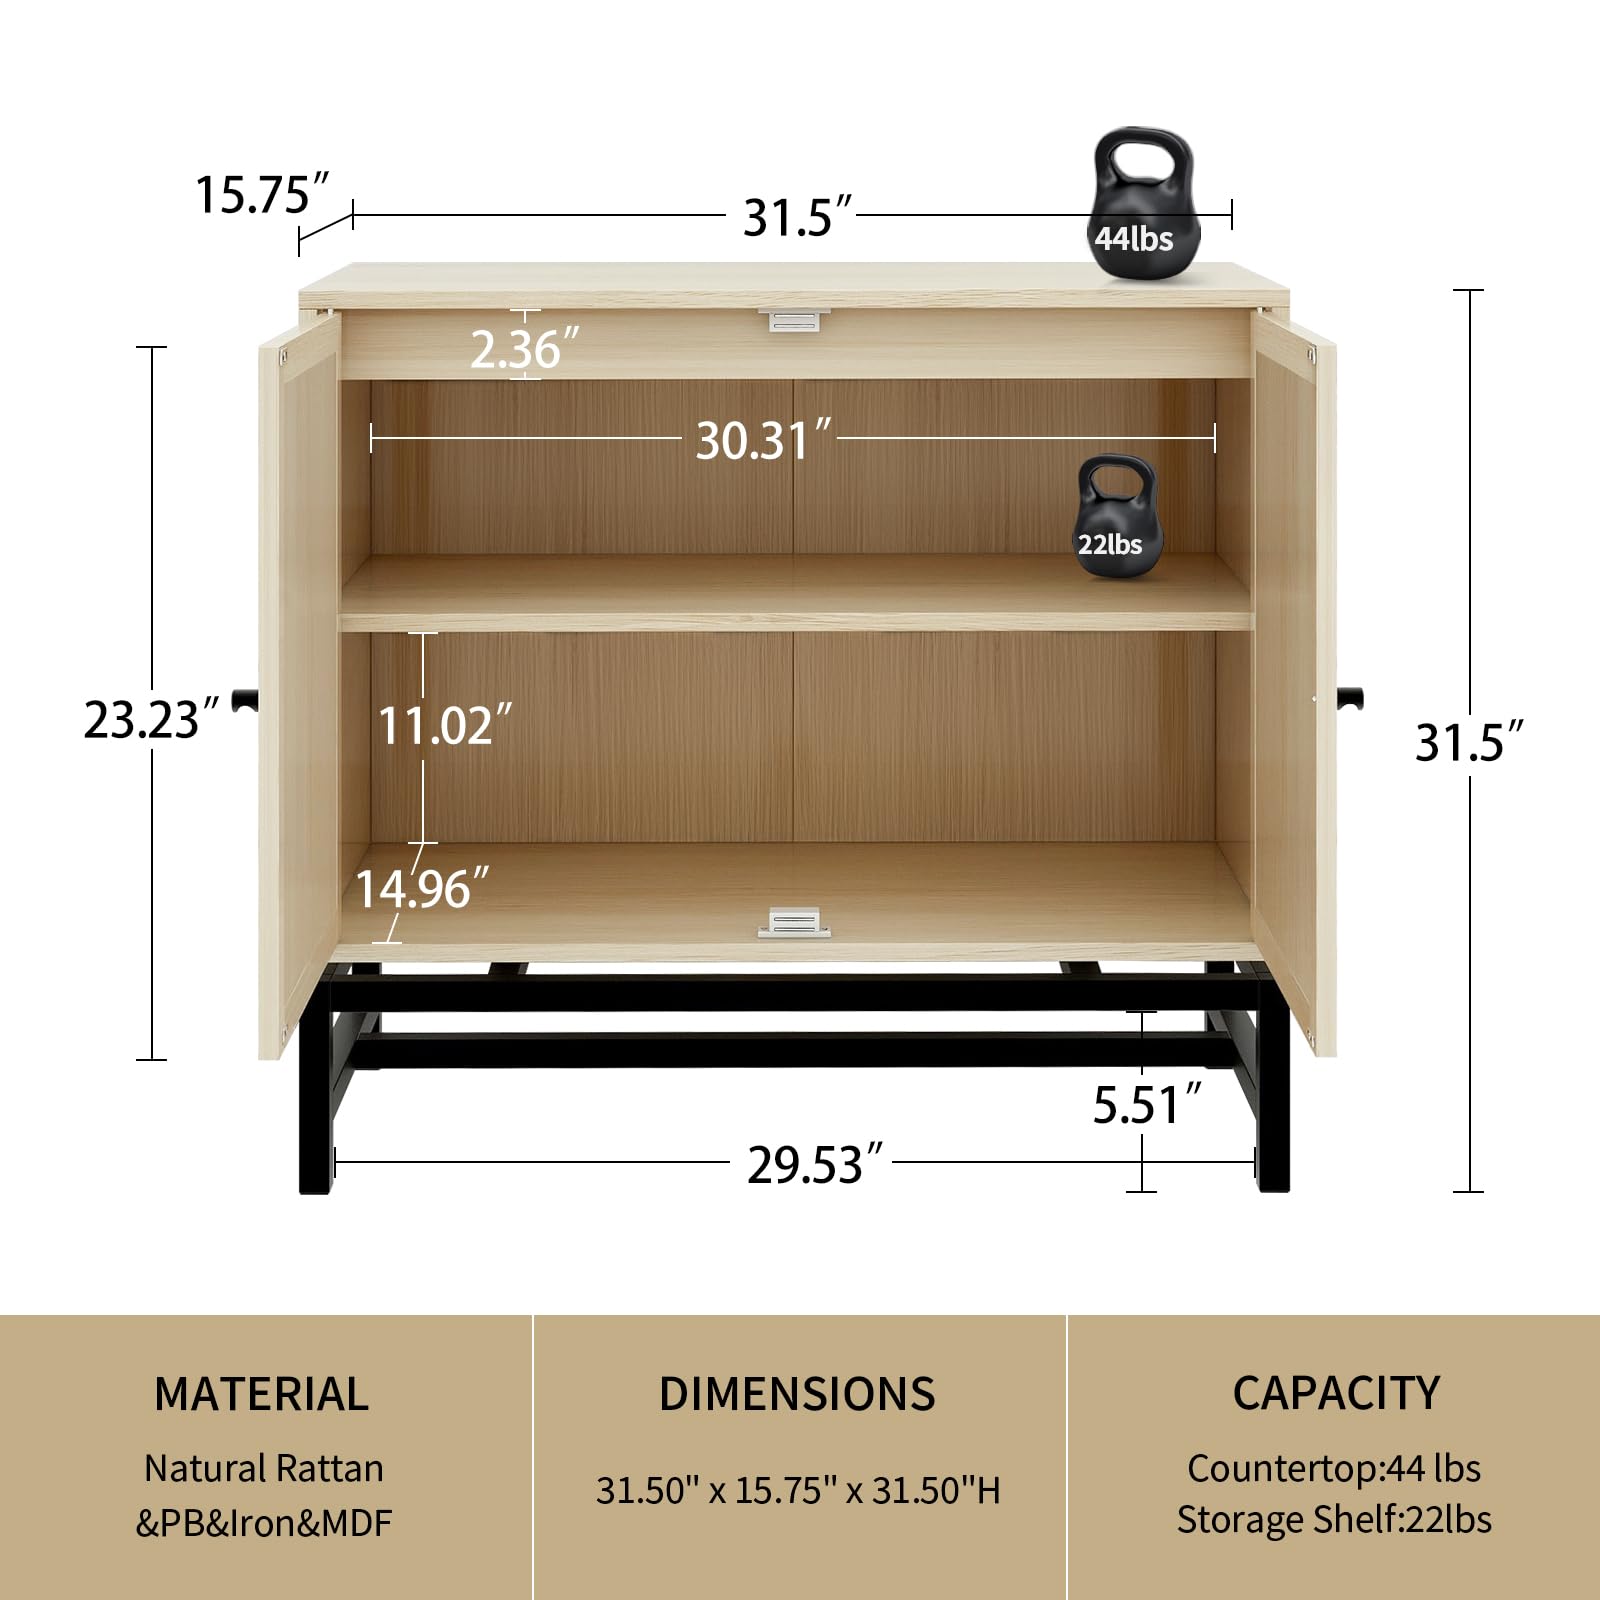 15.75″
31.5″
44lbs
2.36″
30.31″
22lbs
23.23″
11.02″
31.5″
14.96″
5.51″
29.53″
MATERIAL
Natural Rattan
&PB&Iron&MDF
DIMENSIONS
31.50" x 15.75" x 31.50"H
CAPACITY
Countertop:44 lbs
Storage Shelf:22lbs